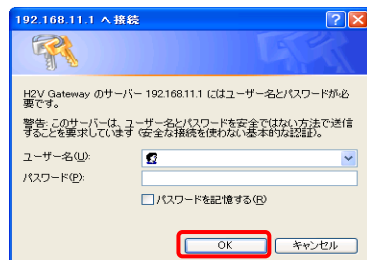 192.168.11.1 へ接続
H2V Gateway のサーバー 192.168.11.1 にはユーザー名とパスワードが必
要です。
警告: このサーバーは、ユーザー名とパスワードを安全ではない方法で送信
することを要求しています (安全な接続を使わない基本的な認証)。
ユーザー名(U):
パスワード(P):
パスワードを記憶する(R)
OK キャンセル